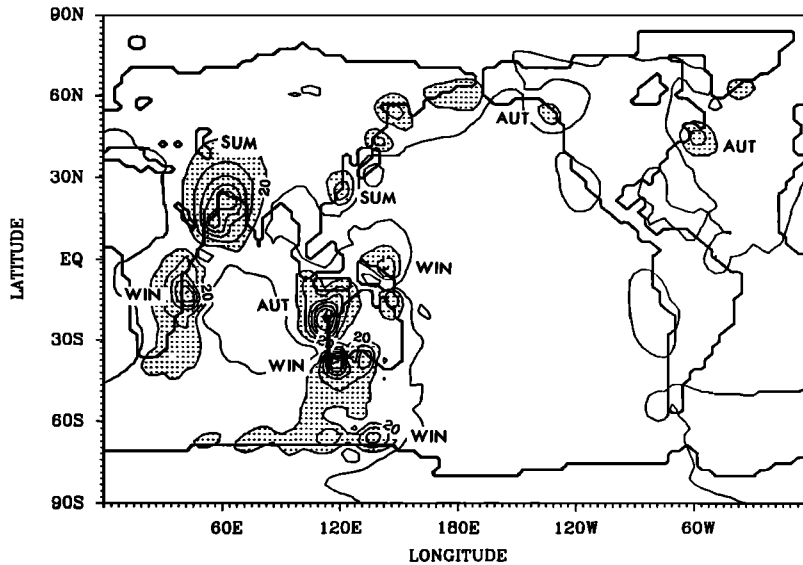 90N
60N
AUT
SUM
AUT
30N
20
SUM
LATITUDE
EQ
WIN
WIN
20
AUT
30S
20
WIN
60S
20
WIN
90S
60E
120E
180E
120W
60W
LONGITUDE